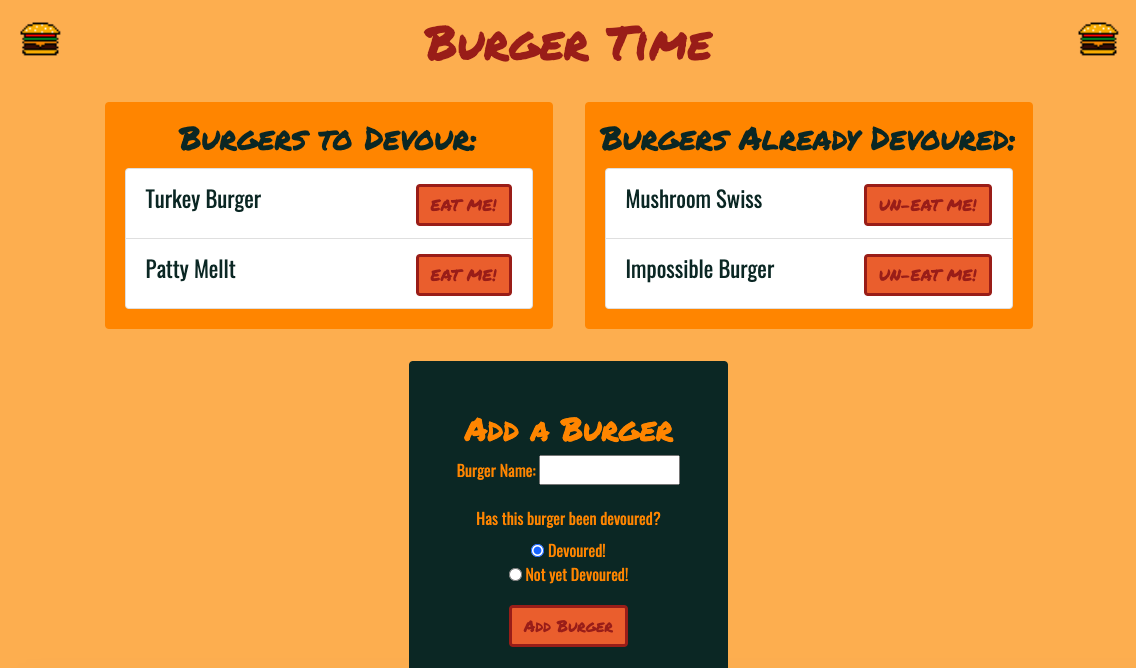 Burger Time
Burgers to Devour:
Turkey Burger
EAT ME!
Patty Mellt
EAT ME!
Burgers Already Devoured:
Mushroom Swiss
UN-EAT ME!
Impossible Burger
UN-EAT ME!
Add a Burger
Burger Name:
Has this burger been devoured?
Devoured!
Not yet Devoured!
Add Burger